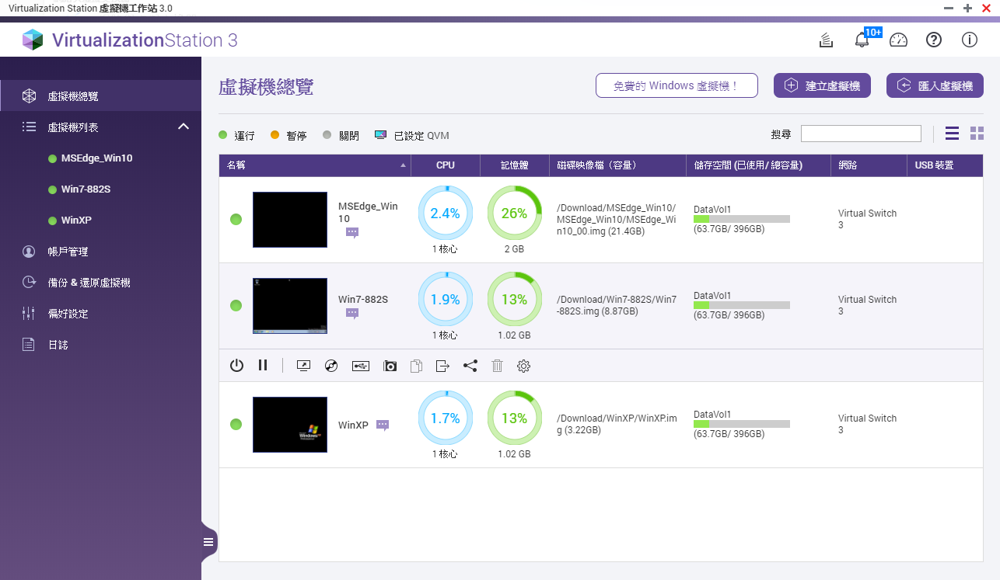 Virtualization Station 虛擬機工作站 3.0
VirtualizationStation 3
10+
虛擬機總覽
虛擬機列表
MSEdge_Win10
Win7-882S
WinXP
帳戶管理
備份 & 還原虛擬機
偏好設定
日誌
虛擬機總覽
免費的 Windows 虛擬機！
建立虛擬機
匯入虛擬機
運行 暫停 關閉 已設定 QVM
搜尋
名稱 CPU 記憶體 磁碟映像檔（容量） 儲存空間 (已使用/ 總容量) 網路 USB 裝置
MSEdge_Win
10
2.4%
1 核心
26%
2 GB
/Download/MSEdge_Win10/
MSEdge_Win10/MSEdge_Wi
n10_00.img (21.4GB)
DataVol1
(63.7GB/ 396GB)
Virtual Switch
3
Win7-882S
1.9%
1 核心
13%
1.02 GB
/Download/Win7-882S/Win7
-882S.img (8.87GB)
DataVol1
(63.7GB/ 396GB)
Virtual Switch
3
WinXP
Windows
1.7%
1 核心
13%
1.02 GB
/Download/WinXP/WinXP.im
g (3.22GB)
DataVol1
(63.7GB/ 396GB)
Virtual Switch
3